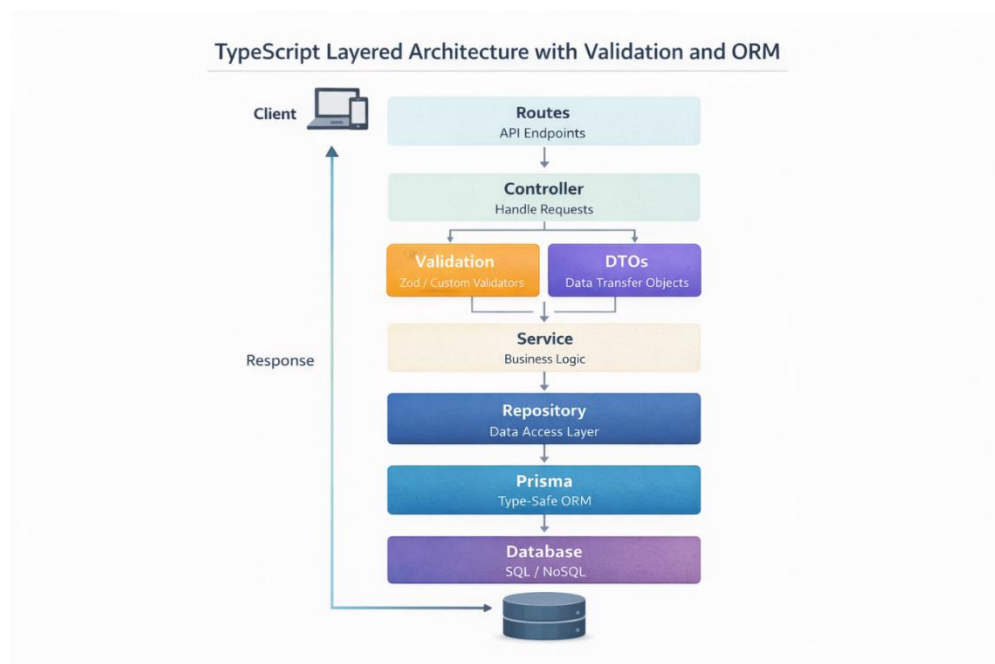 TypeScript Layered Architecture with Validation and ORM
Client
Routes
API Endpoints
Controller
Handle Requests
Validation
Zod / Custom Validators
DTOs
Data Transfer Objects
Service
Business Logic
Response
Repository
Data Access Layer
Prisma
Type-Safe ORM
Database
SQL / NoSQL